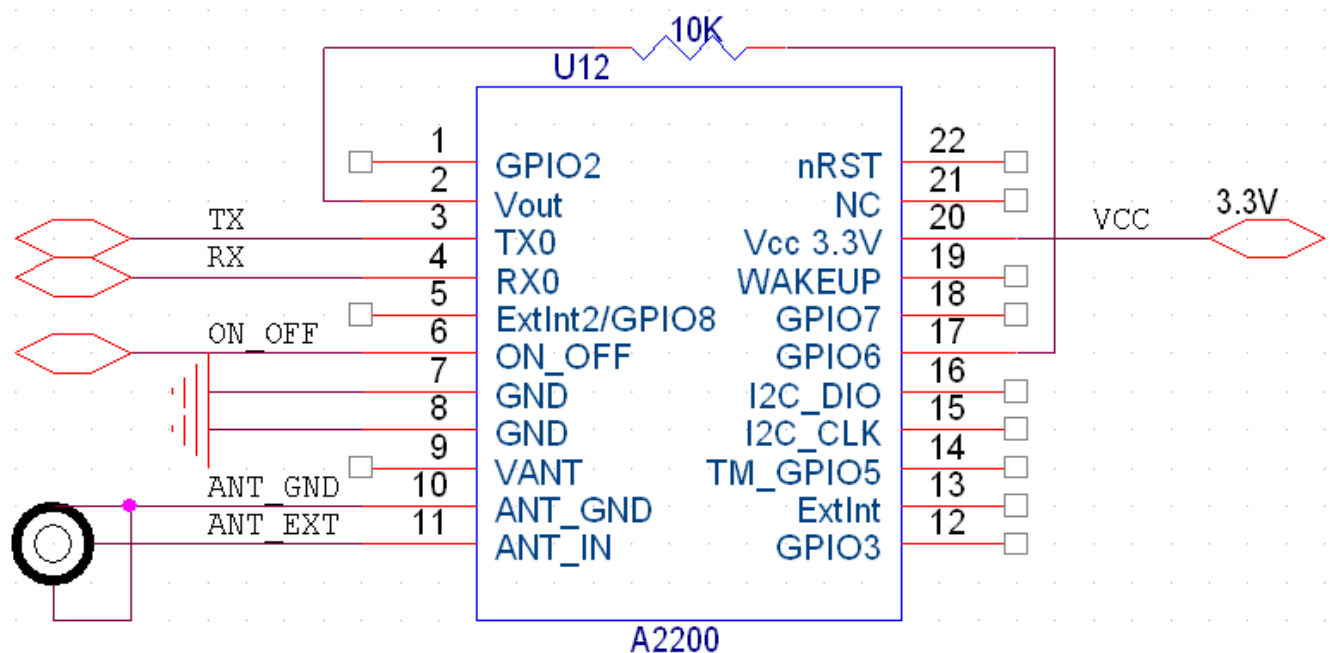 10K
U12
1
GPIO2
2
Vout
TX
3
TX0
RX
4
RX0
5
ExtInt2/GPIO8
ON_OFF
6
ON_OFF
7
GND
8
GND
9
VANT
ANT_GND
10
ANT_GND
ANT_EXT
11
ANT_IN
22
nRST
21
NC
20
Vcc 3.3V
VCC
3.3V
19
WAKEUP
18
GPIO7
17
GPIO6
16
I2C_DIO
15
I2C_CLK
14
TM_GPIO5
13
ExtInt
12
GPIO3
A2200